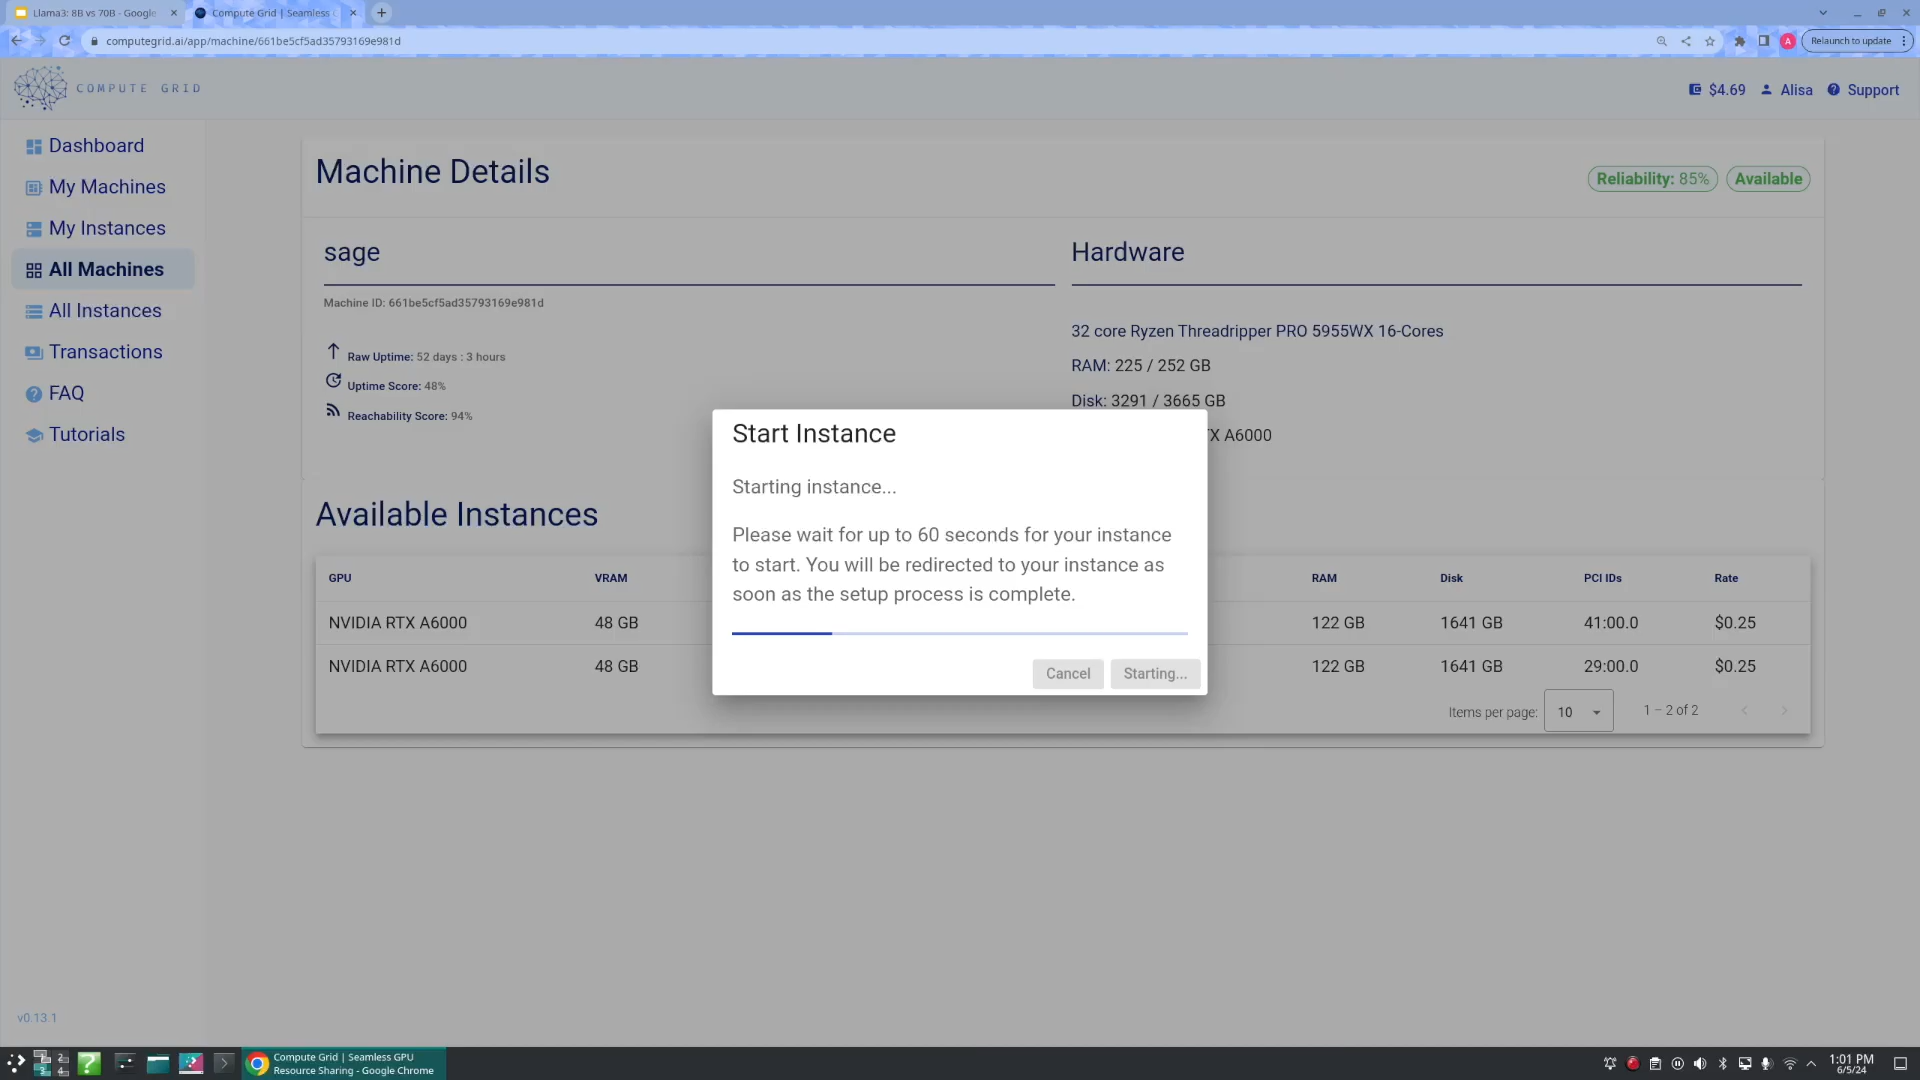 Llama3: 8B vs 70B - Google
Compute Grid | Seamless
computegrid.ai/app/machine/661be5cf5ad35793169e981d
A
Relaunch to update
COMPUTE GRID
$4.69
Alisa
Support
Dashboard
My Machines
My Instances
All Machines
All Instances
Transactions
FAQ
Tutorials
Machine Details
Reliability: 85%
Available
sage
Machine ID: 661be5cf5ad35793169e981d
Raw Uptime: 52 days : 3 hours
Uptime Score: 48%
Reachability Score: 94%
Hardware
32 core Ryzen Threadripper PRO 5955WX 16-Cores
RAM: 225 / 252 GB
Disk: 3291 / 3665 GB
X A6000
Start Instance
Starting instance...
Please wait for up to 60 seconds for your instance
to start. You will be redirected to your instance as
soon as the setup process is complete.
Cancel
Starting...
Available Instances
GPU VRAM RAM Disk PCI IDs Rate
NVIDIA RTX A6000 48 GB 122 GB 1641 GB 41:00.0 $0.25
NVIDIA RTX A6000 48 GB 122 GB 1641 GB 29:00.0 $0.25
Items per page: 10 1 – 2 of 2
v0.13.1
1 2
3 4
Compute Grid | Seamless GPU
Resource Sharing - Google Chrome
1:01 PM
6/5/24